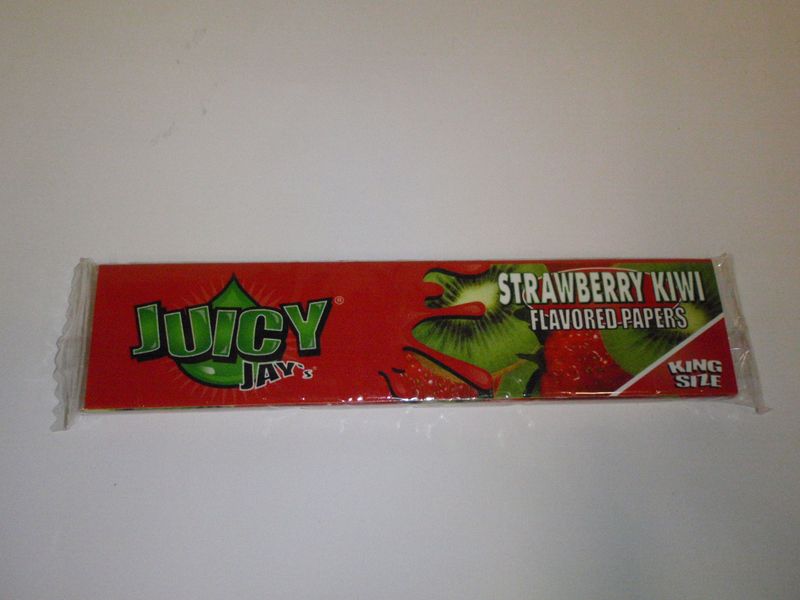 JUICY
JAY's
®
STRAWBERRY KIWI
FLAVORED PAPERS
KING
SIZE